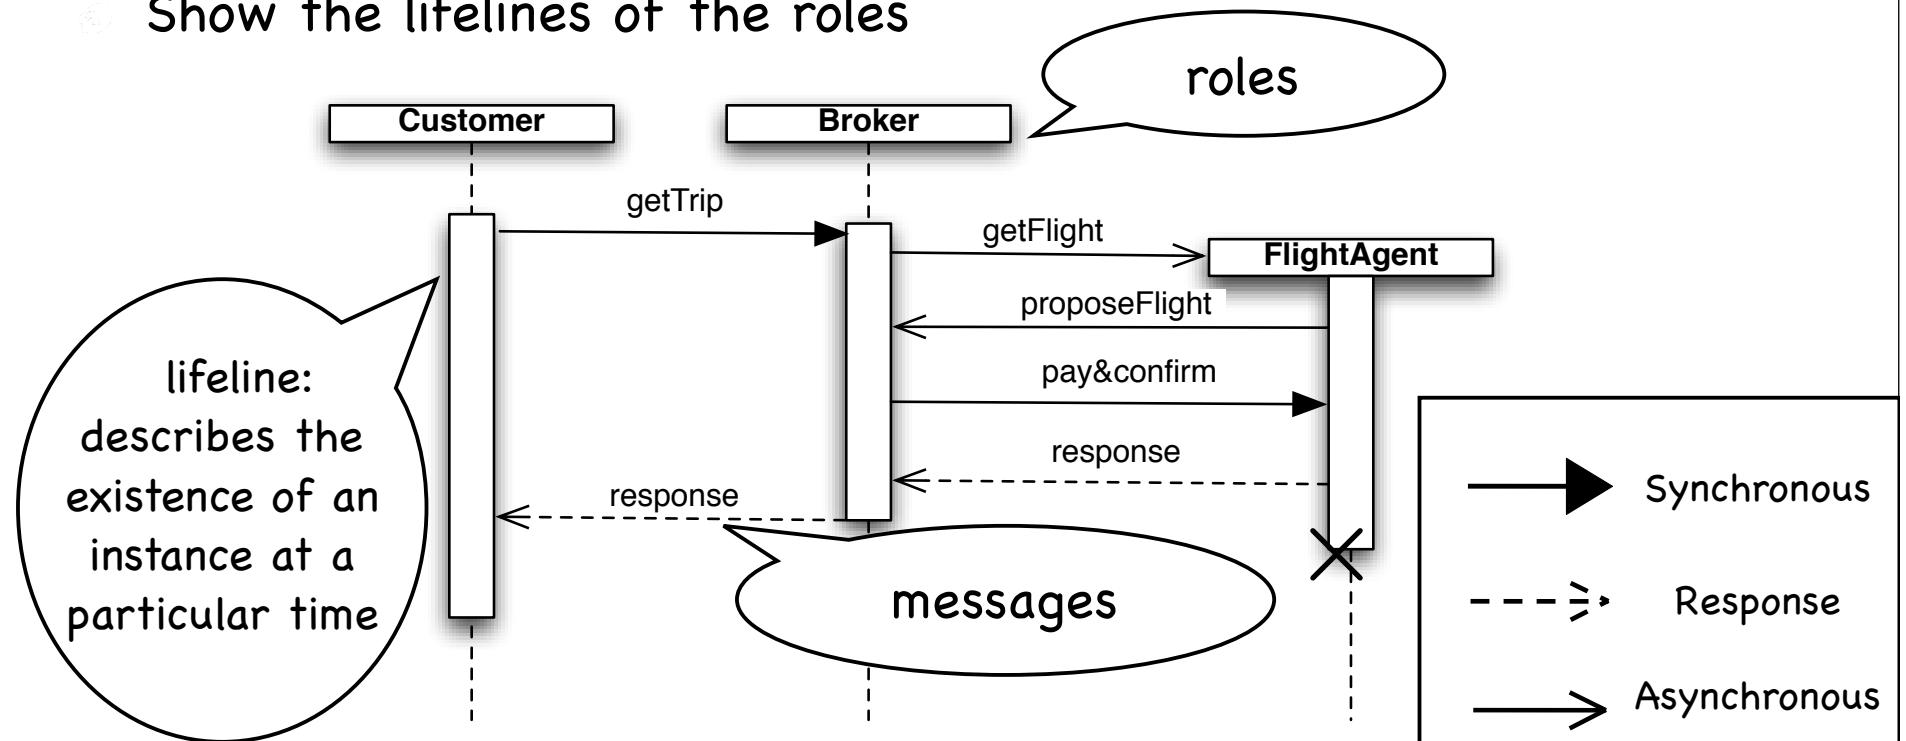 Show the lifelines of the roles
roles
Customer
Broker
getTrip
getFlight
FlightAgent
proposeFlight
pay&confirm
response
response
lifeline:
describes the
existence of an
instance at a
particular time
messages
Synchronous
Response
Asynchronous